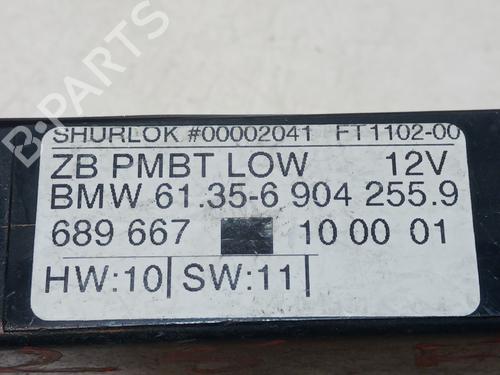 SHURLOK #00002041 FT1102-00
ZB PMBT LOW 12V
BMW 61.35-6 904 255.9
689 667 10 00 01
HW:10 SW:11
B-PARTS